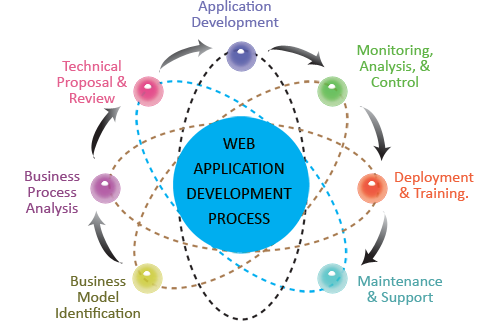 Application
Development
Monitoring,
Analysis, &
Control
Technical
Proposal &
Review
WEB
APPLICATION
DEVELOPMENT
PROCESS
Business
Process
Analysis
Deployment
& Training.
Business
Model
Identification
Maintenance
& Support